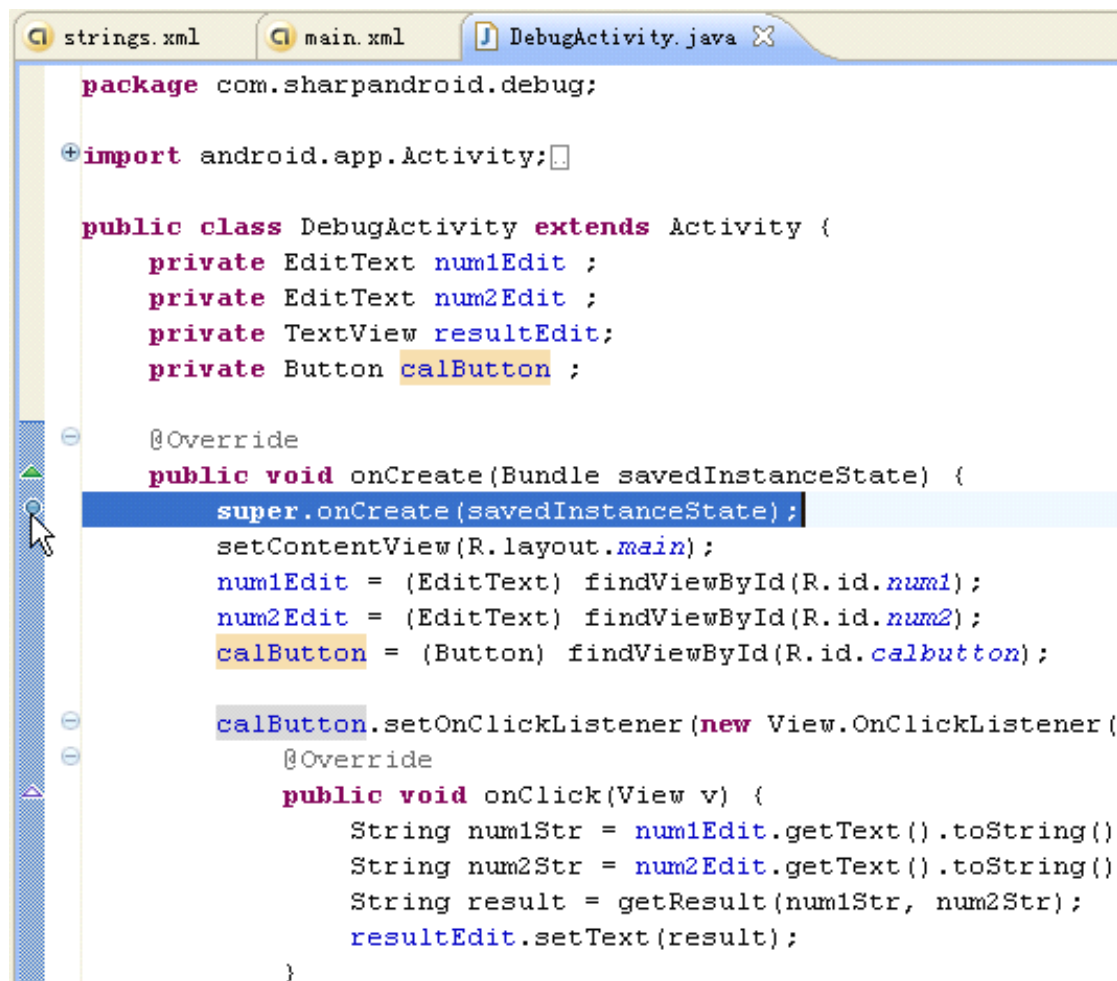 strings.xml main.xml DebugActivity.java
package com.sharpandroid.debug;
import android.app.Activity;
public class DebugActivity extends Activity {
private EditText num1Edit ;
private EditText num2Edit ;
private TextView resultEdit;
private Button calButton ;
@Override
public void onCreate(Bundle savedInstanceState) {
super.onCreate(savedInstanceState);
setContentView(R.layout.main);
num1Edit = (EditText) findViewById(R.id.num1);
num2Edit = (EditText) findViewById(R.id.num2);
calButton = (Button) findViewById(R.id.calbutton);
calButton.setOnClickListener(new View.OnClickListener(
@Override
public void onClick(View v) {
String num1Str = num1Edit.getText().toString()
String num2Str = num2Edit.getText().toString()
String result = getResult(num1Str, num2Str);
resultEdit.setText(result);
}